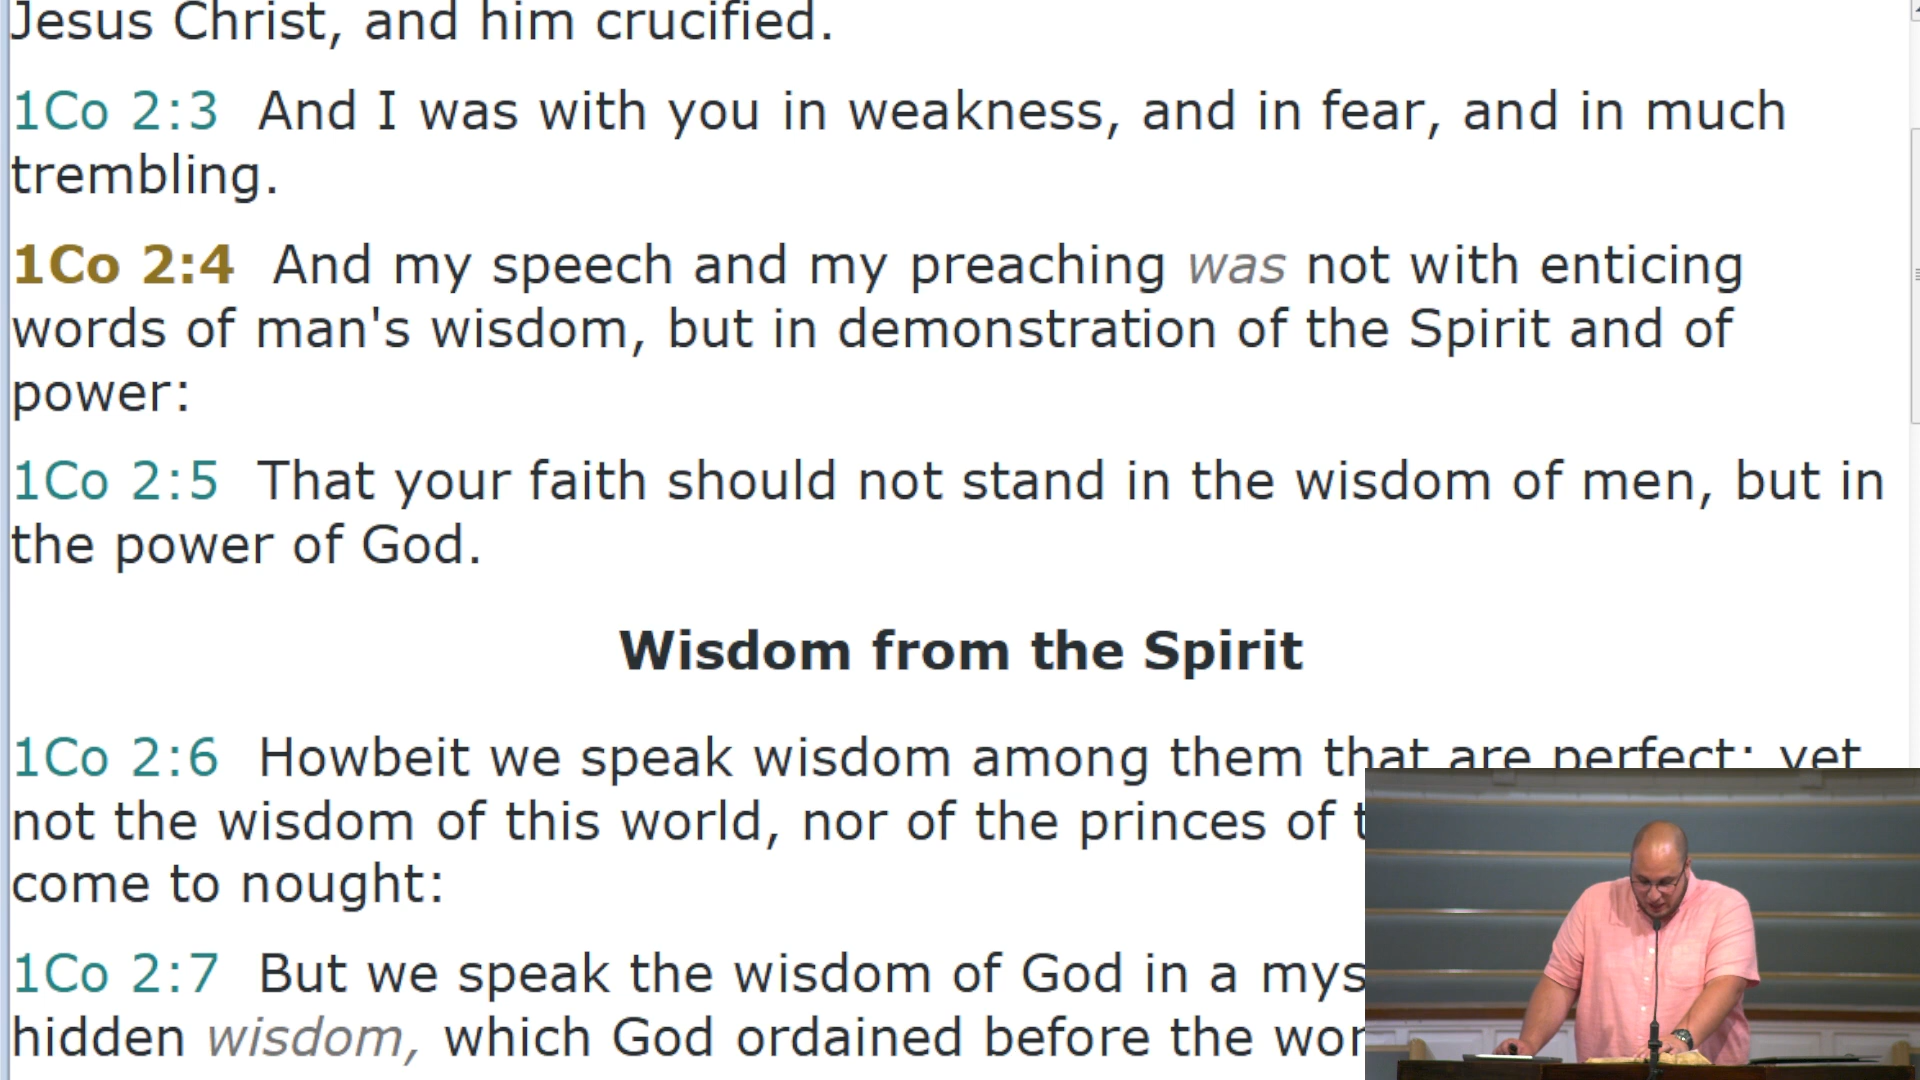 Jesus Christ, and him crucified.
1Co 2:3 And I was with you in weakness, and in fear, and in much
trembling.
1Co 2:4 And my speech and my preaching was not with enticing
words of man's wisdom, but in demonstration of the Spirit and of
power:
1Co 2:5 That your faith should not stand in the wisdom of men, but in
the power of God.
Wisdom from the Spirit
1Co 2:6 Howbeit we speak wisdom among them that are perfect: yet
not the wisdom of this world, nor of the princes of
come to nought:
1Co 2:7 But we speak the wisdom of God in a
hidden wisdom, which God ordained before the